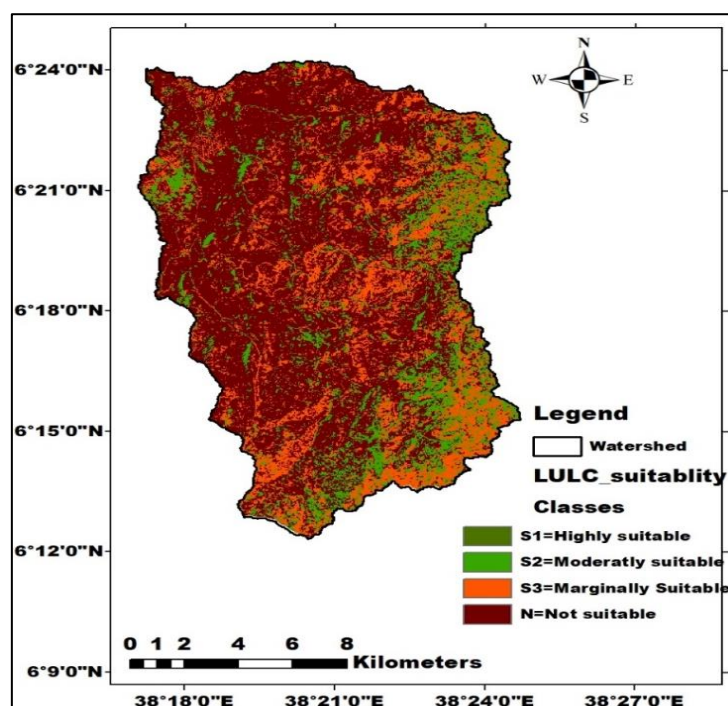 6°24'0"N
N
W E
S
6°21'0"N
6°18'0"N
6°15'0"N
6°12'0"N
6°9'0"N
Legend
Watershed
LULC_suitablity
Classes
S1=Highly suitable
S2=Moderatly suitable
S3=Marginally Suitable
N=Not suitable
0 1 2 4 6 8
Kilometers
38°18'0"E 38°21'0"E 38°24'0"E 38°27'0"E